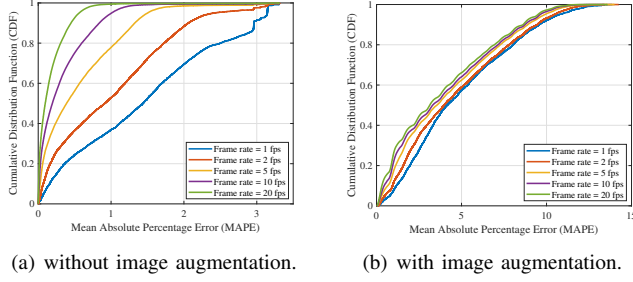 Cumulative Distribution Function (CDF)
1
0.8
0.6
0.4
0.2
0
0
1
2
3
Mean Absolute Percentage Error (MAPE)
Frame rate = 1 fps
Frame rate = 2 fps
Frame rate = 5 fps
Frame rate = 10 fps
Frame rate = 20 fps
(a) without image augmentation.
Cumulative Distribution Function (CDF)
1
0.8
0.6
0.4
0.2
0
0
5
10
15
Mean Absolute Percentage Error (MAPE)
Frame rate = 1 fps
Frame rate = 2 fps
Frame rate = 5 fps
Frame rate = 10 fps
Frame rate = 20 fps
(b) with image augmentation.